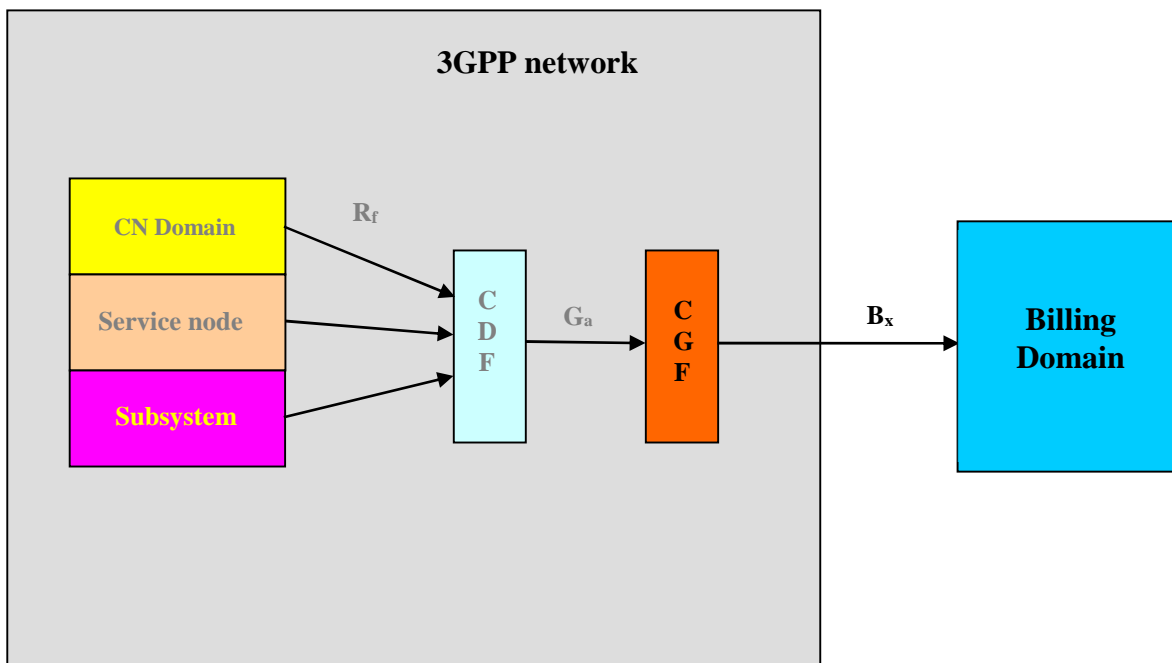 3GPP network
CN Domain
Service node
Subsystem
Rf
C
D
F
Ga
C
G
F
Bx
Billing
Domain